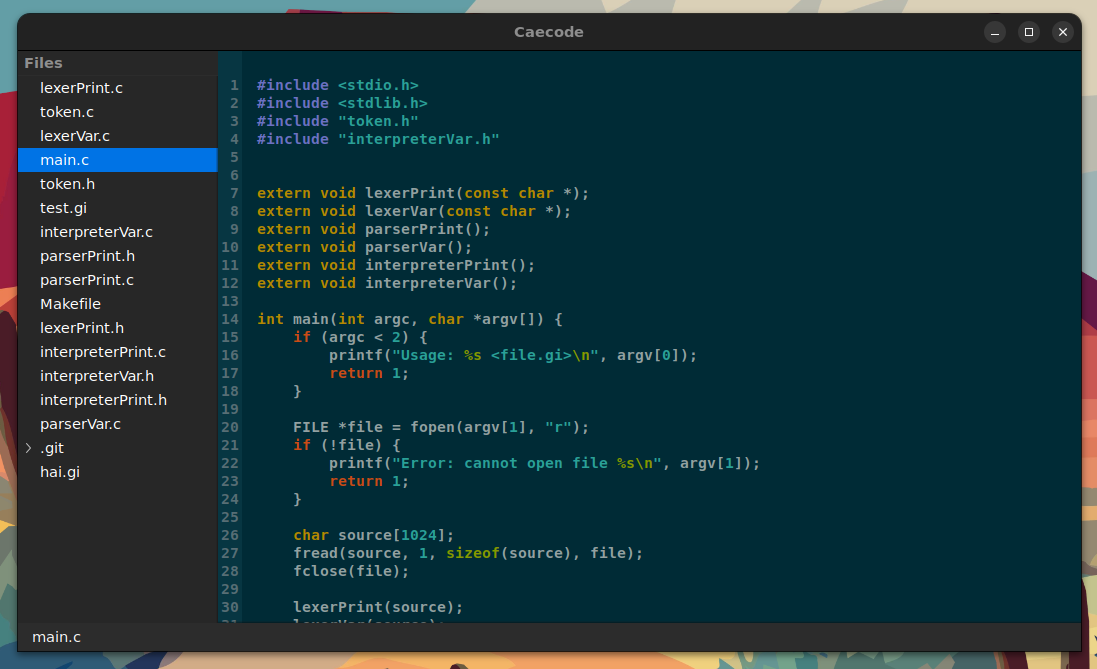 Caecode
Files
lexerPrint.c
token.c
lexerVar.c
main.c
token.h
test.gi
interpreterVar.c
parserPrint.h
parserPrint.c
Makefile
lexerPrint.h
interpreterPrint.c
interpreterVar.h
interpreterPrint.h
parserVar.c
.git
hai.gi
1 #include <stdio.h>
2 #include <stdlib.h>
3 #include "token.h"
4 #include "interpreterVar.h"
5
6
7 extern void lexerPrint(const char *);
8 extern void lexerVar(const char *);
9 extern void parserPrint();
10 extern void parserVar();
11 extern void interpreterPrint();
12 extern void interpreterVar();
13
14 int main(int argc, char *argv[]) {
15     if (argc < 2) {
16         printf("Usage: %s <file.gi>\n", argv[0]);
17         return 1;
18     }
19
20     FILE *file = fopen(argv[1], "r");
21     if (!file) {
22         printf("Error: cannot open file %s\n", argv[1]);
23         return 1;
24     }
25
26     char source[1024];
27     fread(source, 1, sizeof(source), file);
28     fclose(file);
29
30     lexerPrint(source);
main.c